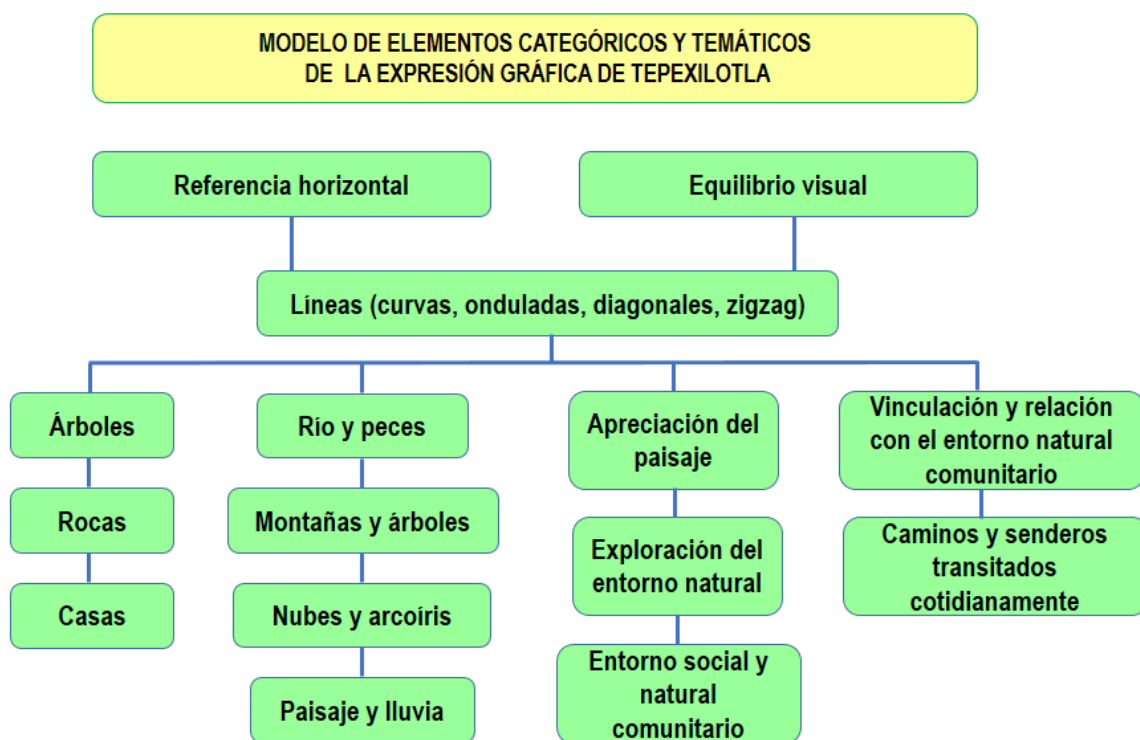 MODELO DE ELEMENTOS CATEGÓRICOS Y TEMÁTICOS
DE LA EXPRESIÓN GRÁFICA DE TEPEXILOTLA
Referencia horizontal
Equilibrio visual
Líneas (curvas, onduladas, diagonales, zigzag)
Árboles
Rocas
Casas
Río y peces
Montañas y árboles
Nubes y arcoíris
Paisaje y lluvia
Apreciación del
paisaje
Exploración del
entorno natural
Entorno social y
natural
comunitario
Vinculación y relación
con el entorno natural
comunitario
Caminos y senderos
transitados
cotidianamente